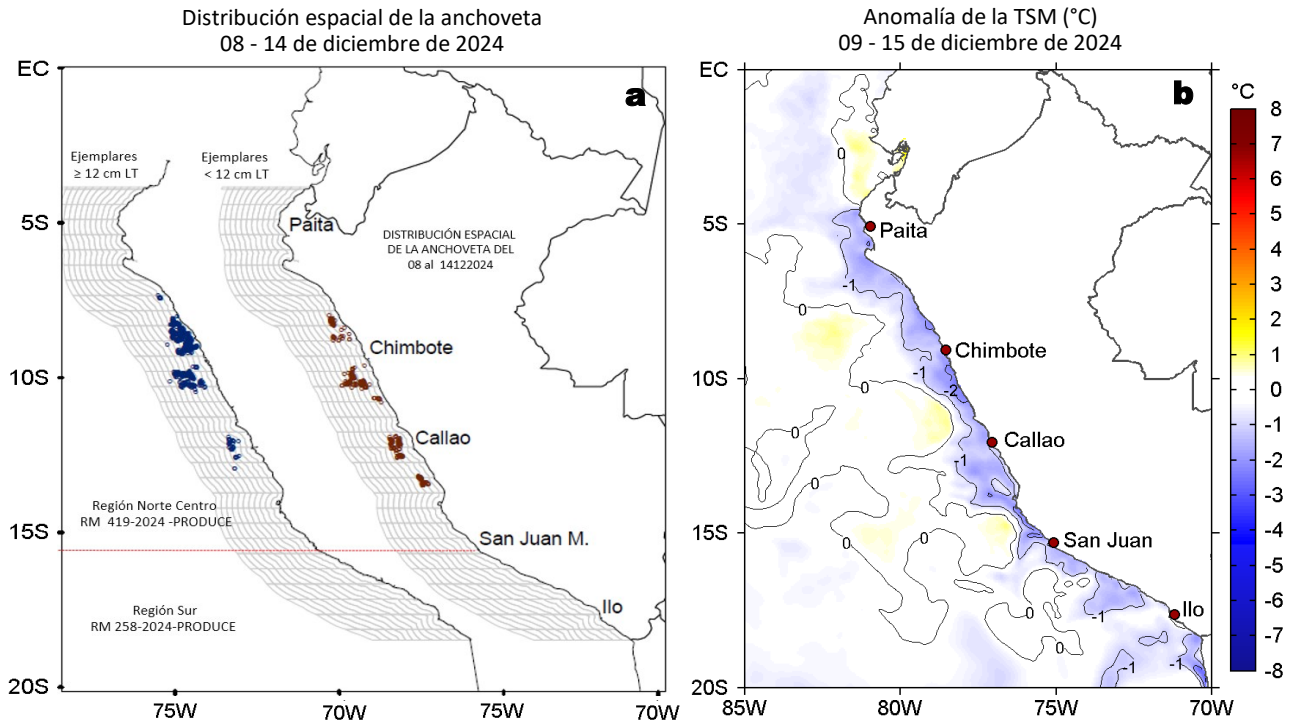 Distribución espacial de la anchoveta
08 - 14 de diciembre de 2024
EC
a
Ejemplares
≥ 12 cm LT
Ejemplares
< 12 cm LT
5S
Paita
DISTRIBUCIÓN ESPACIAL
DE LA ANCHOVETA DEL
08 al 14122024
Chimbote
10S
Callao
Región Norte Centro
RM 419-2024 -PRODUCE
15S
San Juan M.
Región Sur
RM 258-2024-PRODUCE
Ilo
20S
75W
70W
75W
70W
Anomalía de la TSM (°C)
09 - 15 de diciembre de 2024
EC
b
0
5S
Paita
-1
0
Chimbote
-1
10S
0
-2
0
Callao
-1
0
15S
0
0
San Juan
0
Ilo
-1
0
-1
-1
20S
85W
80W
75W
70W
°C
8
7
6
5
4
3
2
1
0
-1
-2
-3
-4
-5
-6
-7
-8